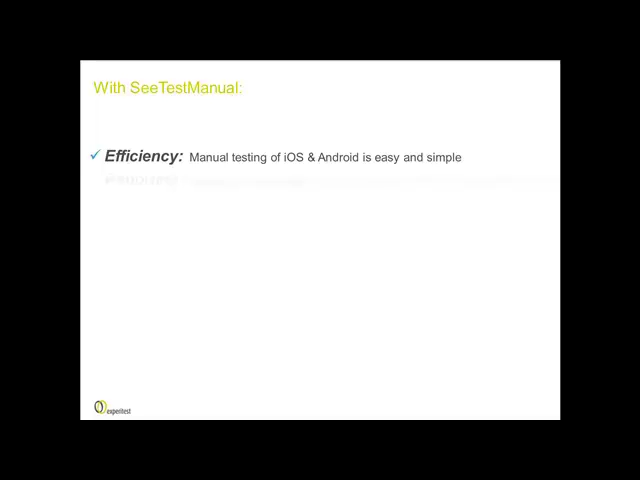 With SeeTestManual:
✓ Efficiency: Manual testing of iOS & Android is easy and simple
experitest